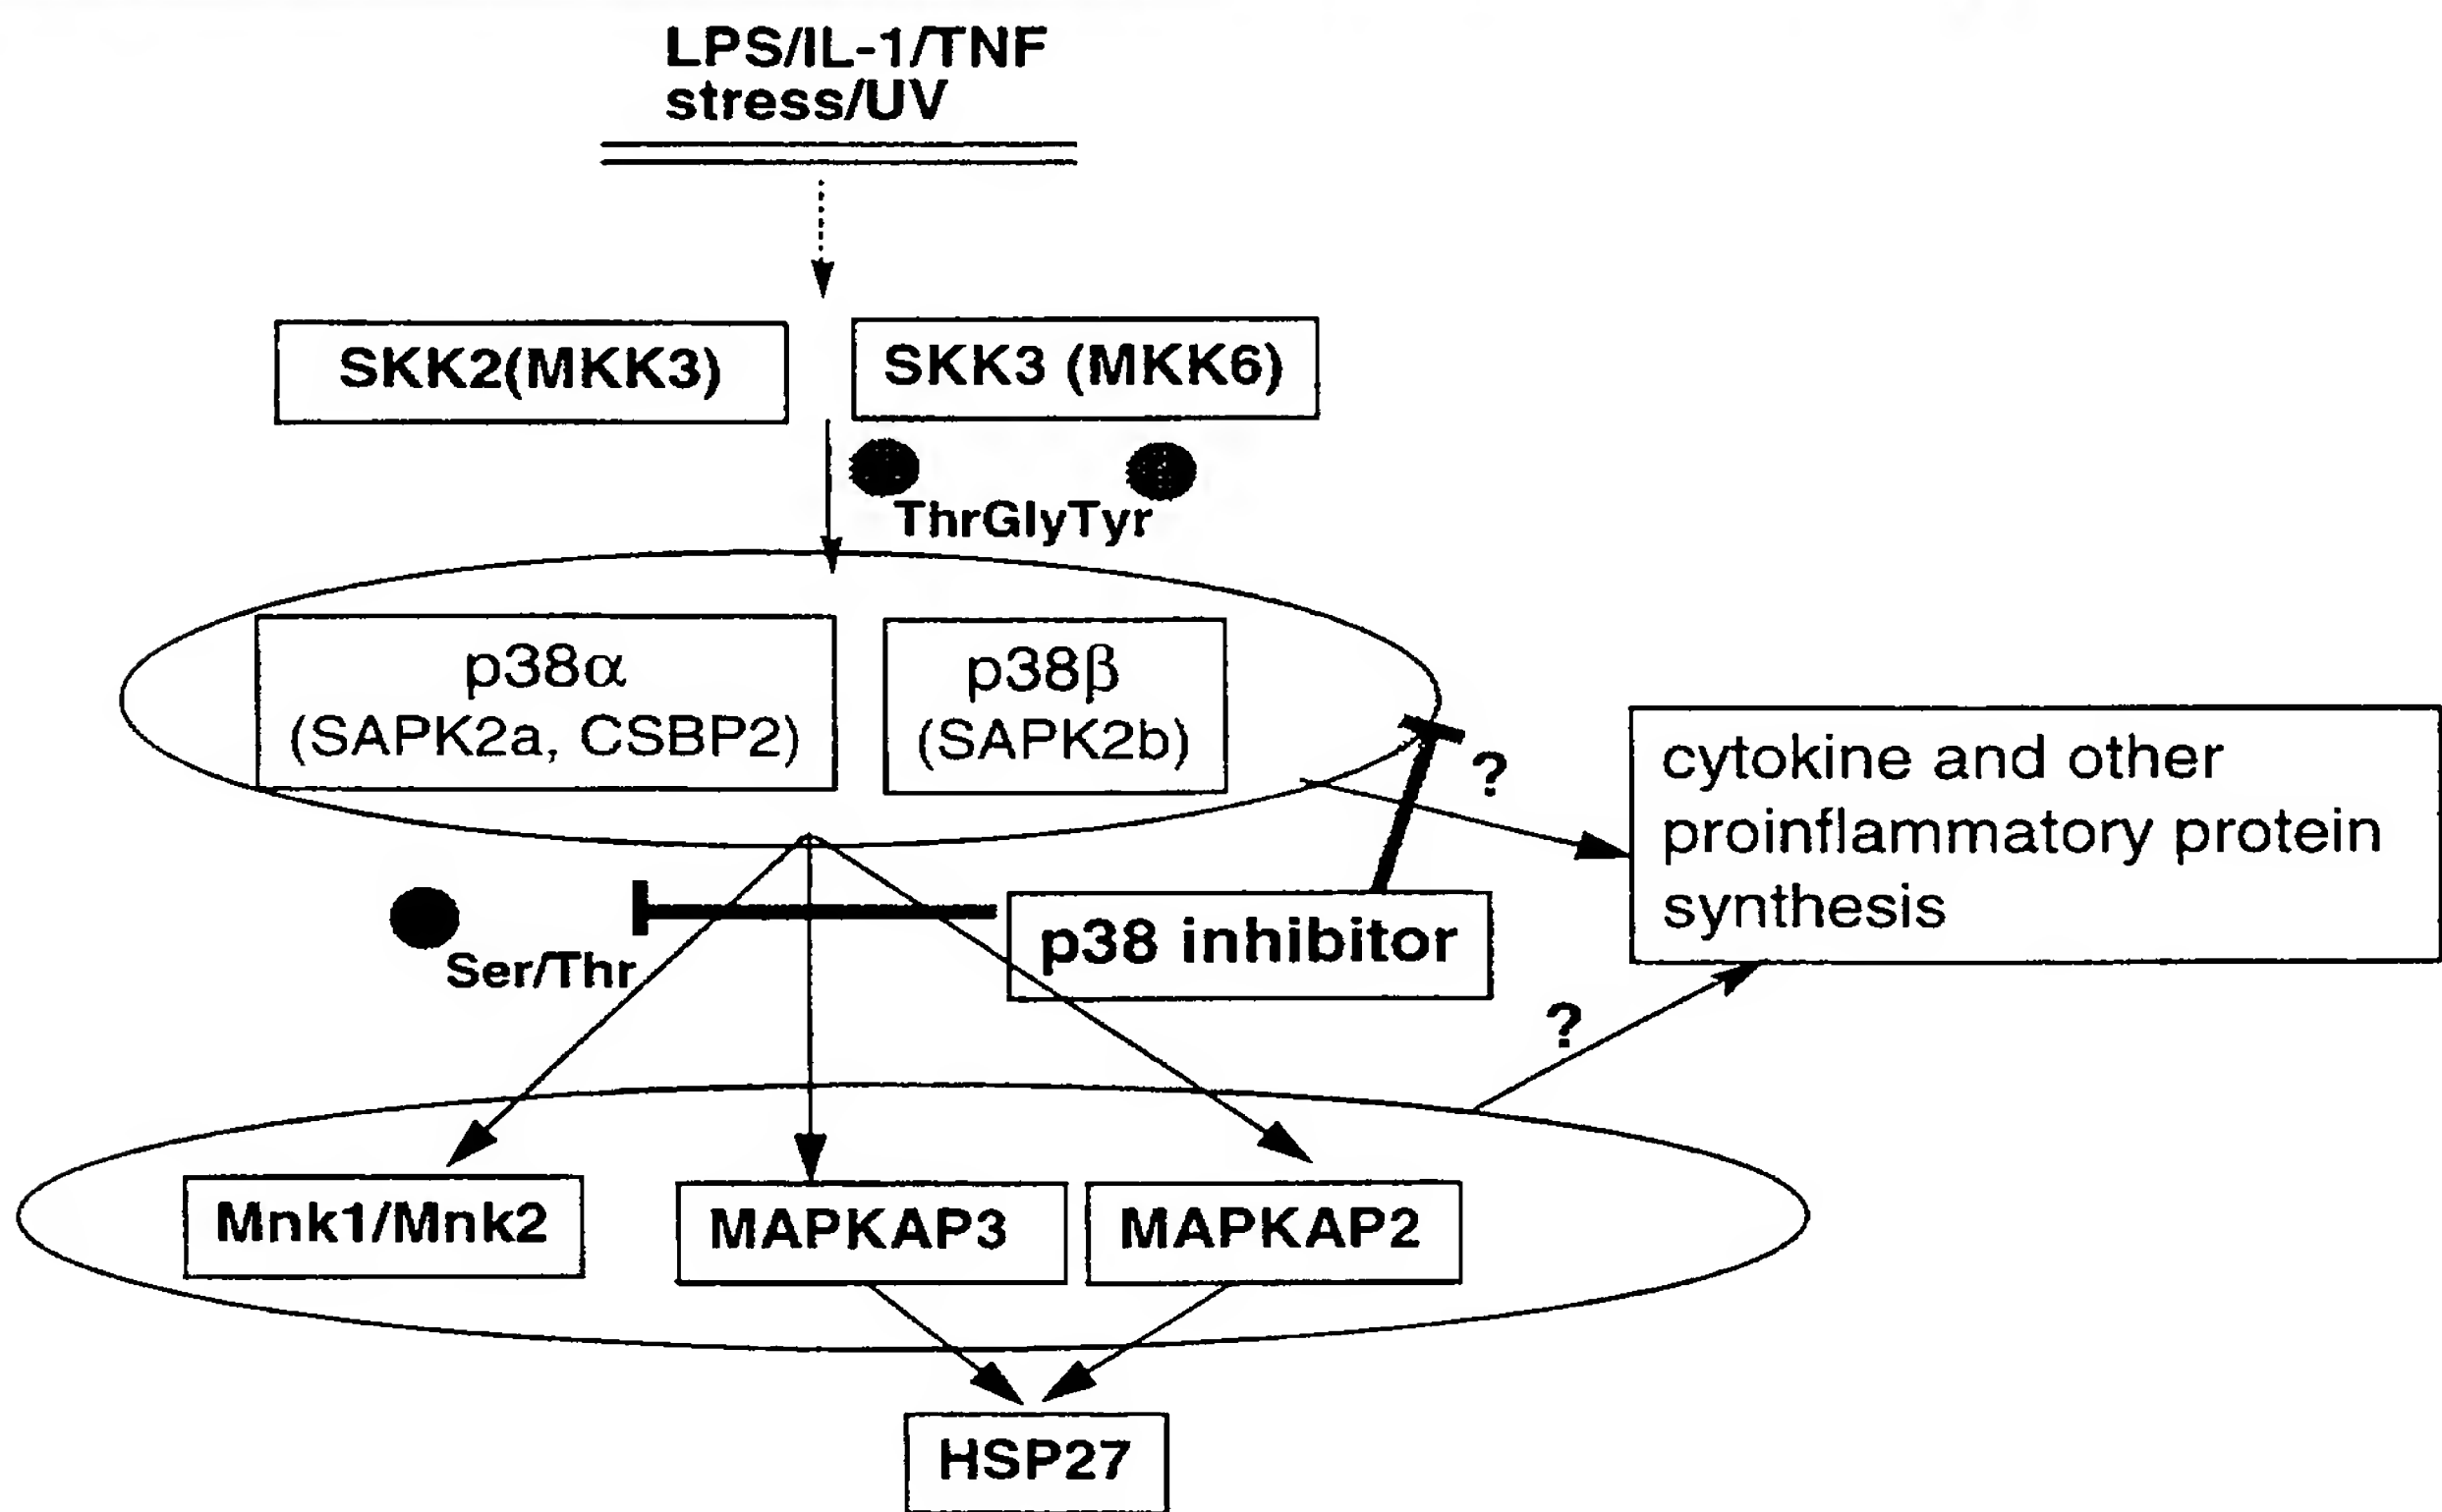 LPS/IL-1/TNF
stress/UV
SKK2(MKK3)
SKK3 (MKK6)
ThrGlyTyr
p38α
(SAPK2a, CSBP2)
p38β
(SAPK2b)
?
cytokine and other
proinflammatory protein
synthesis
p38 inhibitor
Ser/Thr
?
Mnk1/Mnk2
MAPKAP3
MAPKAP2
HSP27